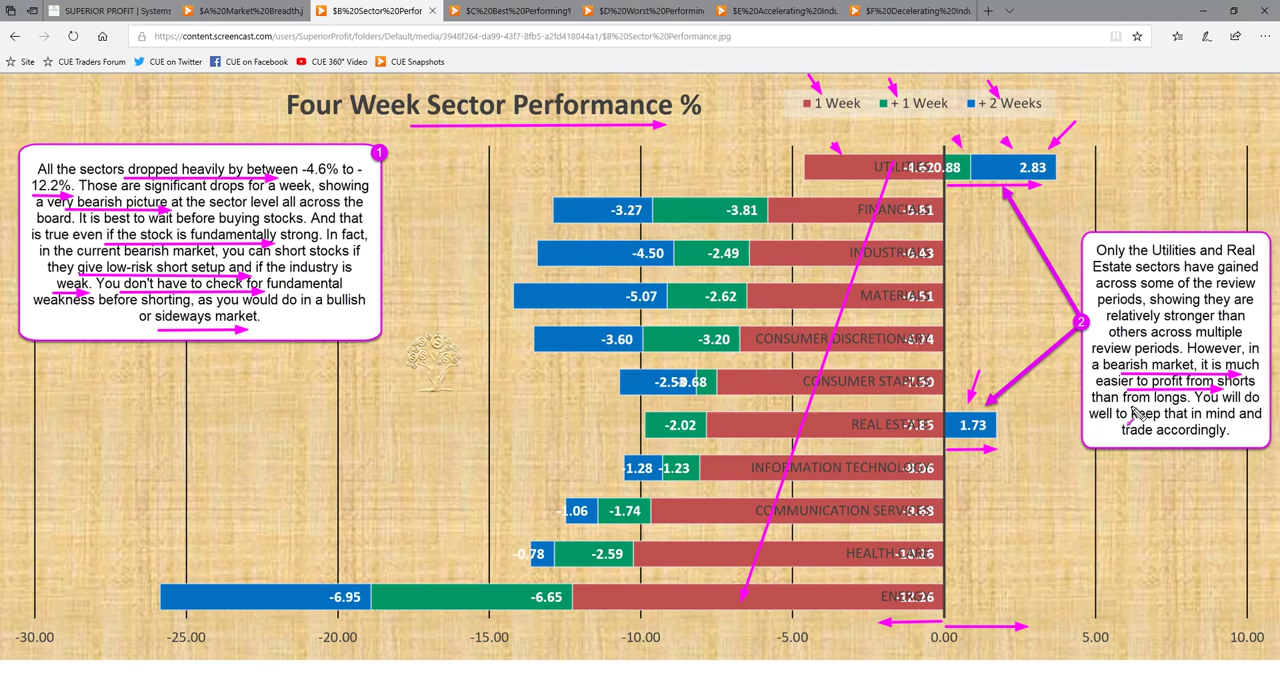 SUPERIOR PROFIT | Systems
$A%20Market%20Breadth.j
$B%20Sector%20Perfor
$C%20Best%20Performing%
$D%20Worst%20Performin
$E%20Accelerating%20Indu
$F%20Decelerating%20Indu
https://content.screencast.com/users/SuperiorProfit/folders/Default/media/3948f264-da99-43f7-8fb5-a2fd418044a1/$B%20Sector%20Performance.jpg
Site
CUE Traders Forum
CUE on Twitter
CUE on Facebook
CUE 360° Video
CUE Snapshots
Four Week Sector Performance %
1 Week
+ 1 Week
+ 2 Weeks
1
All the sectors dropped heavily by between -4.6% to -
12.2%. Those are significant drops for a week, showing
a very bearish picture at the sector level all across the
board. It is best to wait before buying stocks. And that
is true even if the stock is fundamentally strong. In fact,
in the current bearish market, you can short stocks if
they give low-risk short setup and if the industry is
weak. You don't have to check for fundamental
weakness before shorting, as you would do in a bullish
or sideways market.
0.88 2.83
-3.27 -3.81
-4.50 -2.49 INDUSTRIALS
-5.07 -2.62
-3.60 -3.20 CONSUMER DISCRETIONARY
CONSUMER STAPLES
-2.02 REAL ESTATE 1.73
-1.28 -1.23 INFORMATION TECHNOLOGY
-1.06 -1.74 COMMUNICATION SERVICES
-0.78 -2.59 HEALTH CARE
-6.95 -6.65 ENERGY
2
Only the Utilities and Real
Estate sectors have gained
across some of the review
periods, showing they are
relatively stronger than
others across multiple
review periods. However, in
a bearish market, it is much
easier to profit from shorts
than from longs. You will do
well to keep that in mind and
trade accordingly.
-30.00 -25.00 -20.00 -15.00 -10.00 -5.00 0.00 5.00 10.00